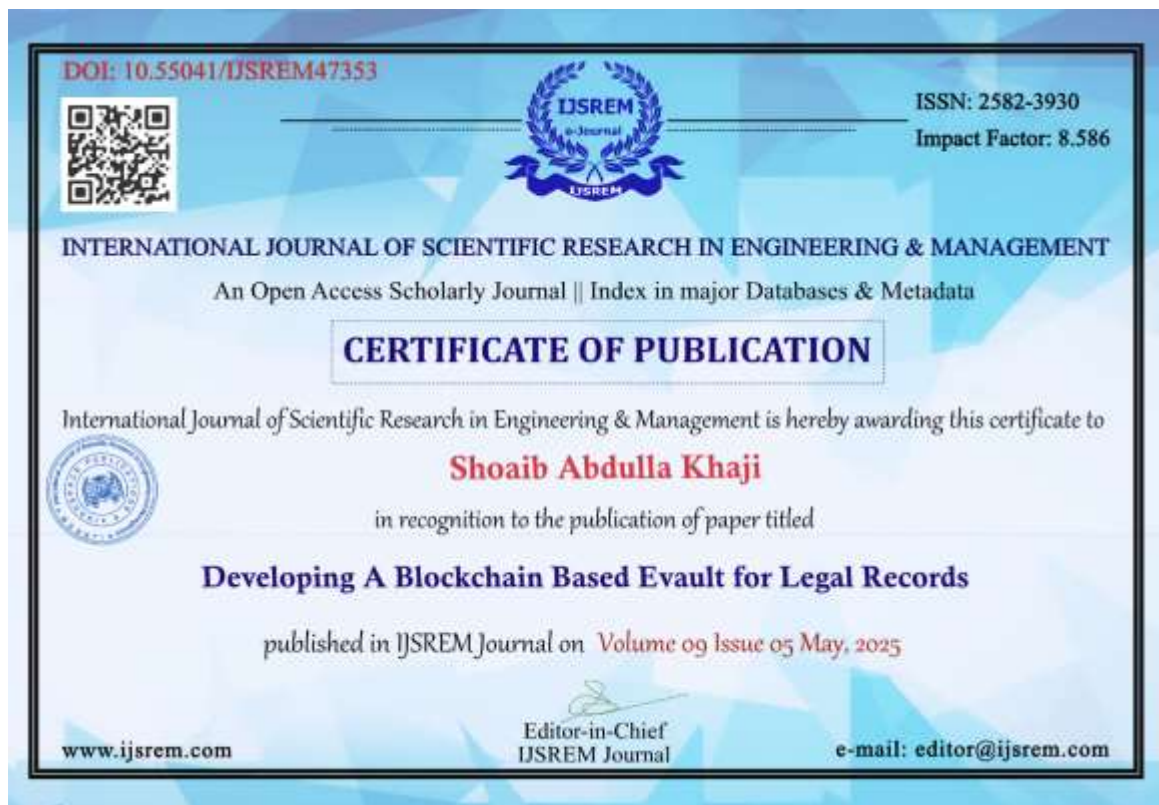 DOI: 10.55041/IJSREM47353
ISSN: 2582-3930
Impact Factor: 8.586
IJSREM
e-Journal
IJSREM
INTERNATIONAL JOURNAL OF SCIENTIFIC RESEARCH IN ENGINEERING & MANAGEMENT
An Open Access Scholarly Journal || Index in major Databases & Metadata
CERTIFICATE OF PUBLICATION
International Journal of Scientific Research in Engineering & Management is hereby awarding this certificate to
Shoaib Abdulla Khaji
in recognition to the publication of paper titled
Developing A Blockchain Based Evault for Legal Records
published in IJSREM Journal on Volume 09 Issue 05 May, 2025
Editor-in-Chief
IJSREM Journal
www.ijsrem.com
e-mail: editor@ijsrem.com